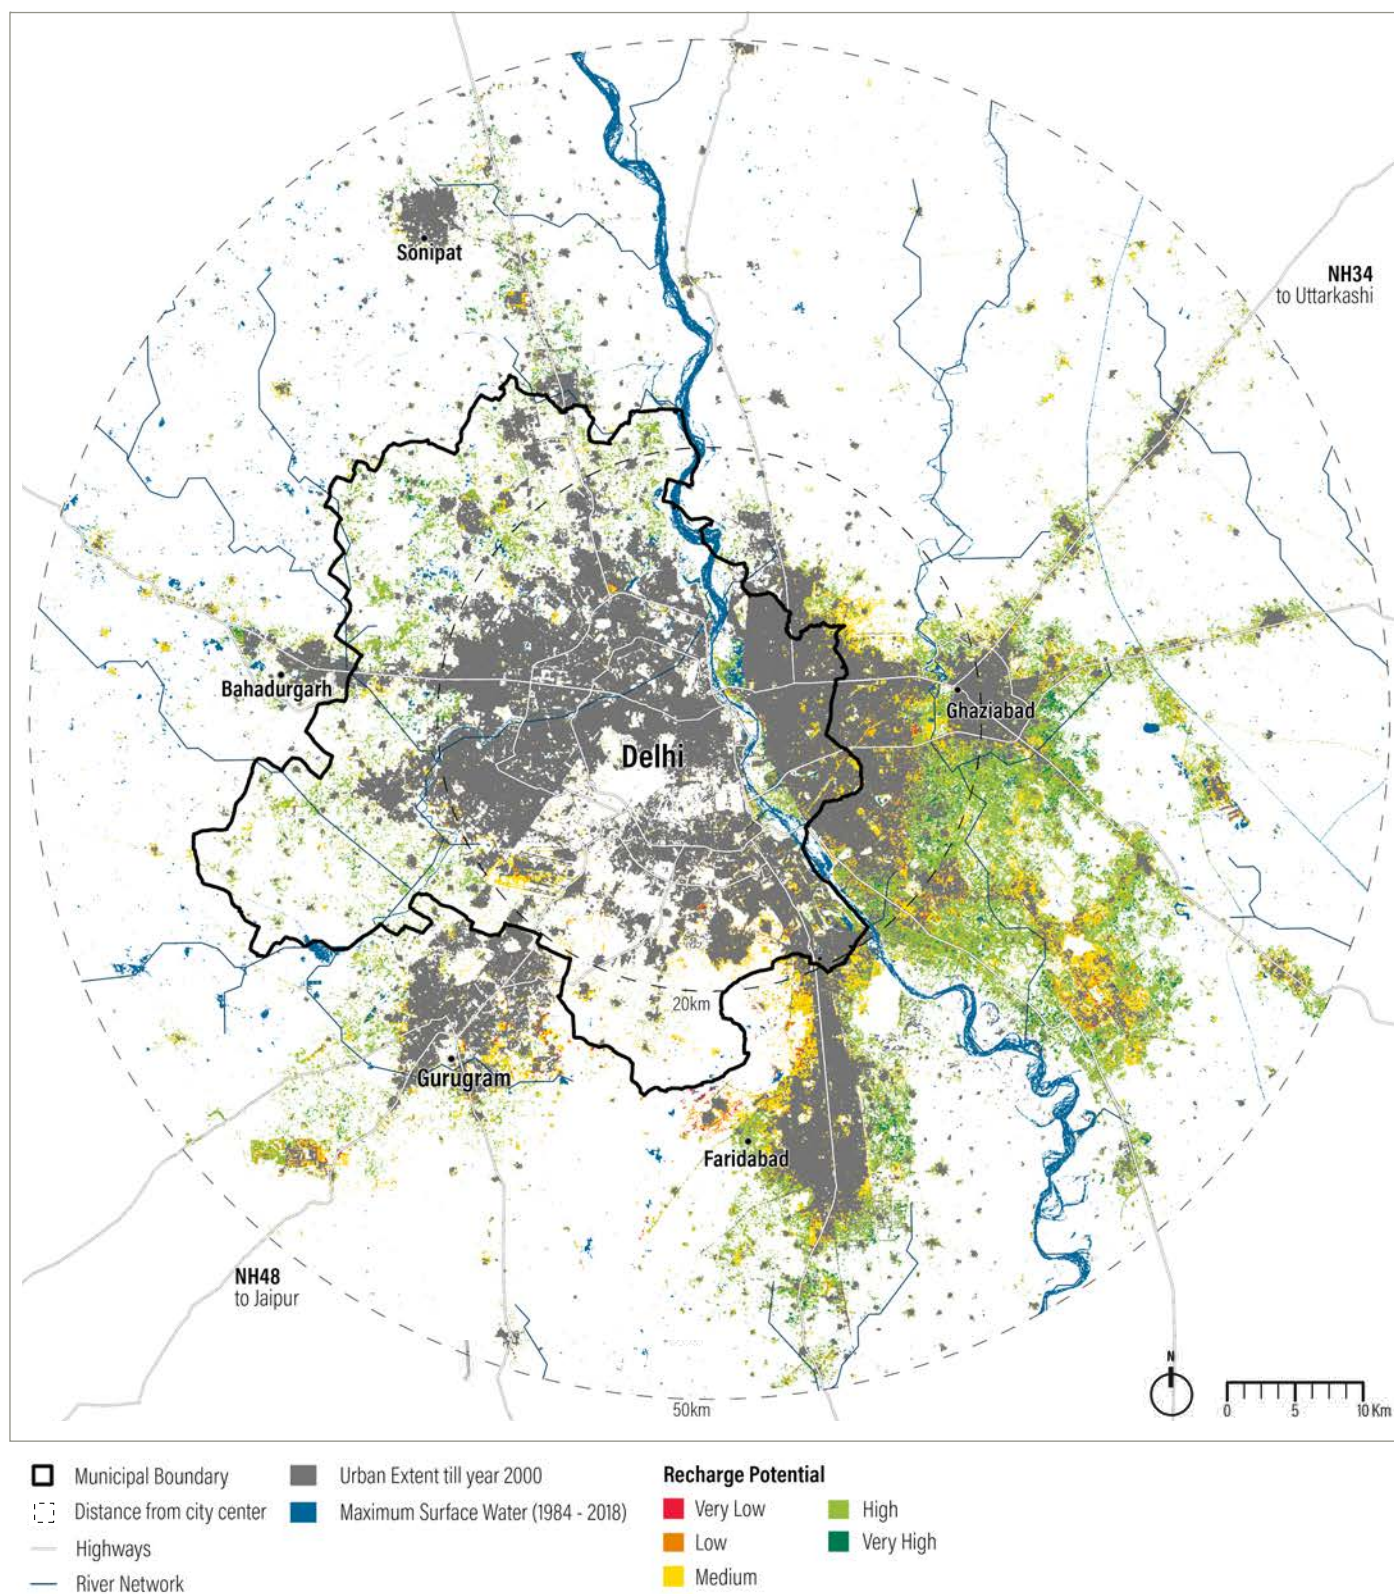 Sonipat
NH34
to Uttarkashi
Bahadurgarh
Ghaziabad
Delhi
20km
Gurugram
Faridabad
NH48
to Jaipur
N
50km
0 5 10 Km
Municipal Boundary
Distance from city center
Highways
River Network
Urban Extent till year 2000
Maximum Surface Water (1984 - 2018)
Recharge Potential
Very Low
Low
Medium
High
Very High